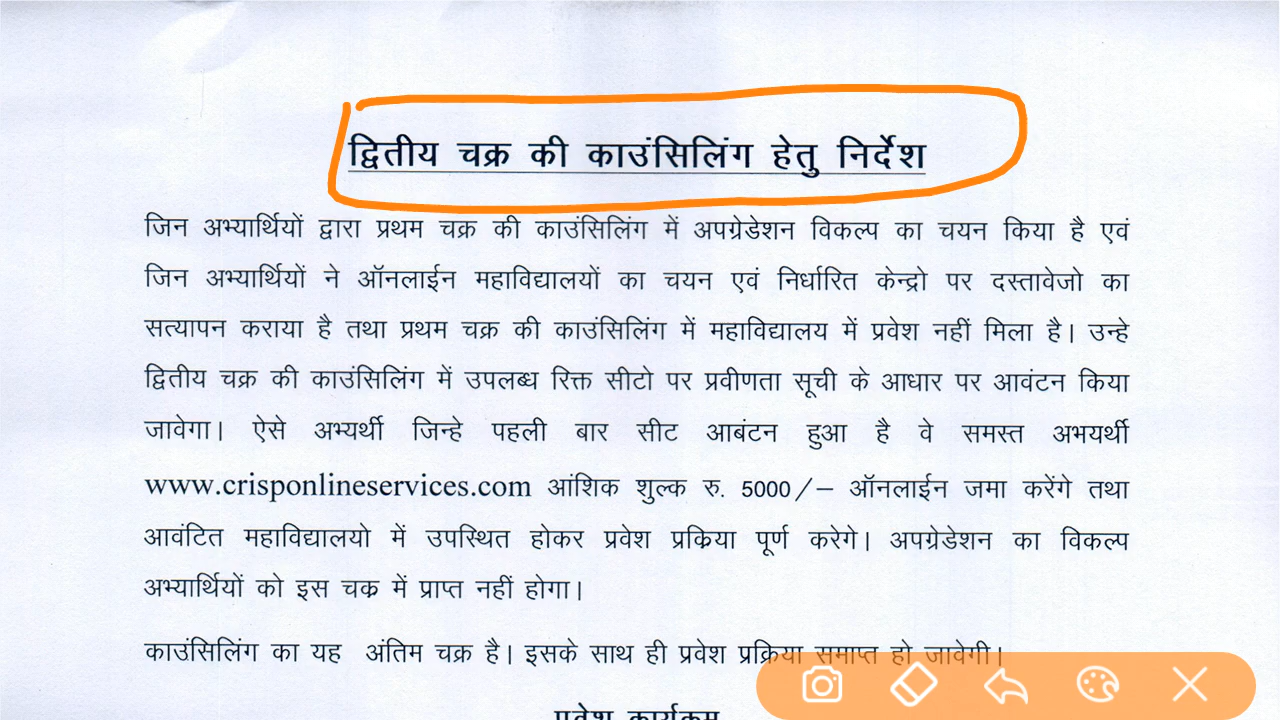 द्वितीय चक्र की काउंसिलिंग हेतु निर्देश
जिन अभ्यार्थियों द्वारा प्रथम चक्र की काउंसिलिंग में अपग्रेडेशन विकल्प का चयन किया है एवं
जिन अभ्यार्थियों ने ऑनलाईन महाविद्यालयों का चयन एवं निर्धारित केन्द्रो पर दस्तावेजो का
सत्यापन कराया है तथा प्रथम चक्र की काउंसिलिंग में महाविद्यालय में प्रवेश नहीं मिला है। उन्हे
द्वितीय चक्र की काउंसिलिंग में उपलब्ध रिक्त सीटो पर प्रवीणता सूची के आधार पर आवंटन किया
जावेगा। ऐसे अभ्यर्थी जिन्हे पहली बार सीट आबंटन हुआ है वे समस्त अभयर्थी
www.crisponlineservices.com आंशिक शुल्क रु. 5000/– ऑनलाईन जमा करेंगे तथा
आवंटित महाविद्यालयो में उपस्थित होकर प्रवेश प्रक्रिया पूर्ण करेगे। अपग्रेडेशन का विकल्प
अभ्यार्थियों को इस चक्र में प्राप्त नहीं होगा।
काउंसिलिंग का यह अंतिम चक्र है। इसके साथ ही प्रवेश प्रक्रिया समाप्त हो जावेगी।
प्रवेश कार्यक्रम